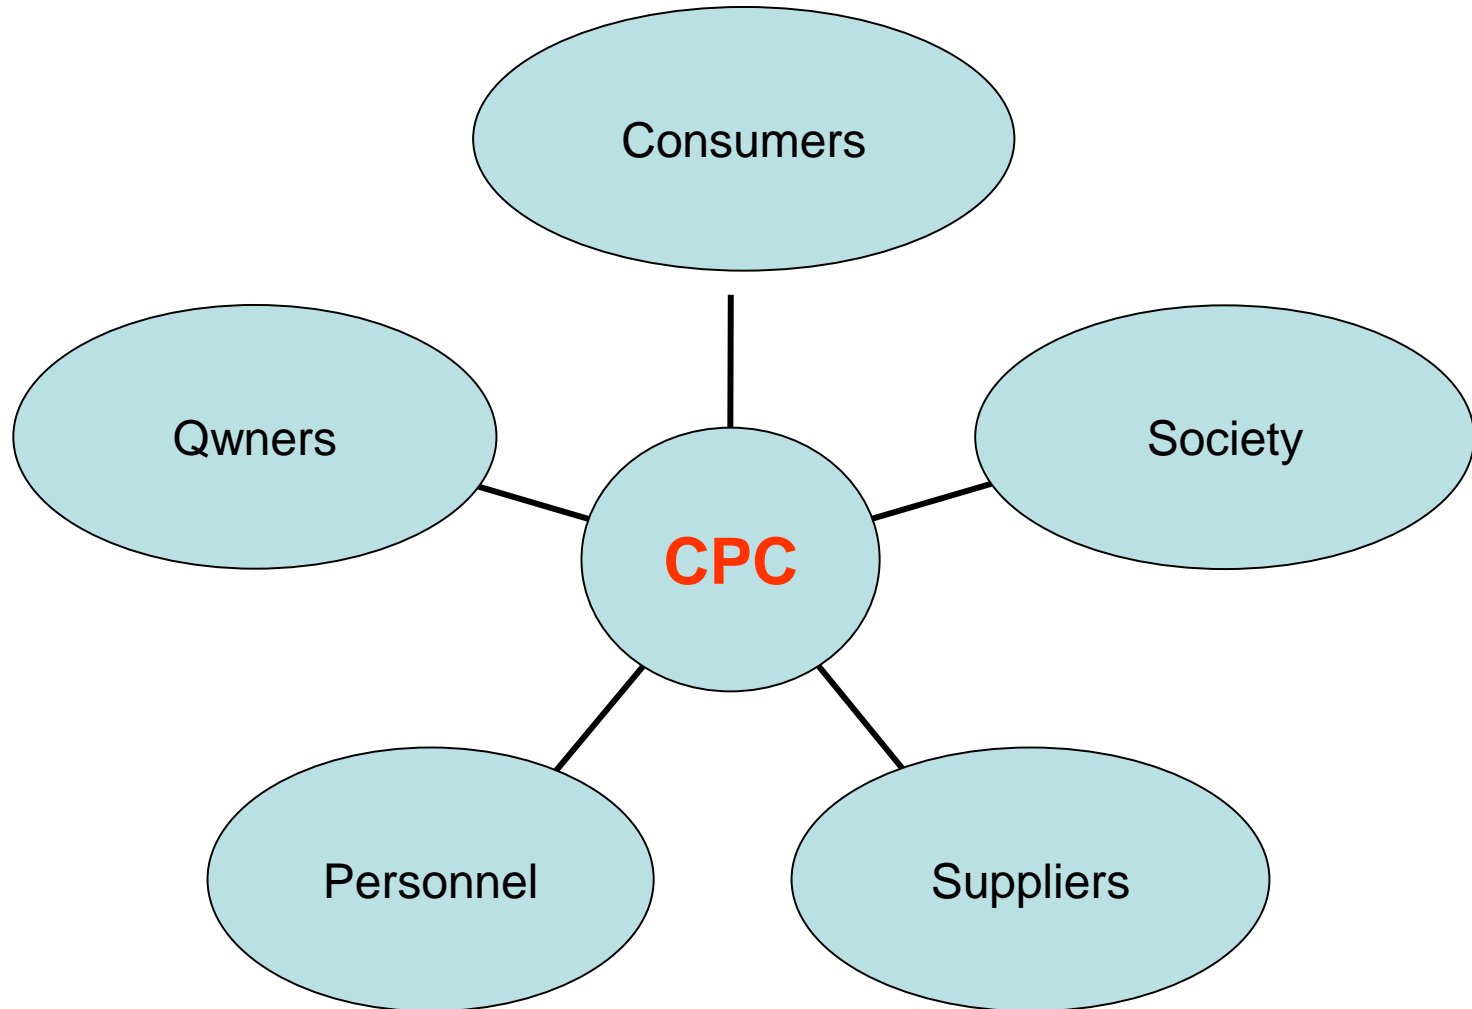 Consumers
Qwners
Society
CPC
Personnel
Suppliers